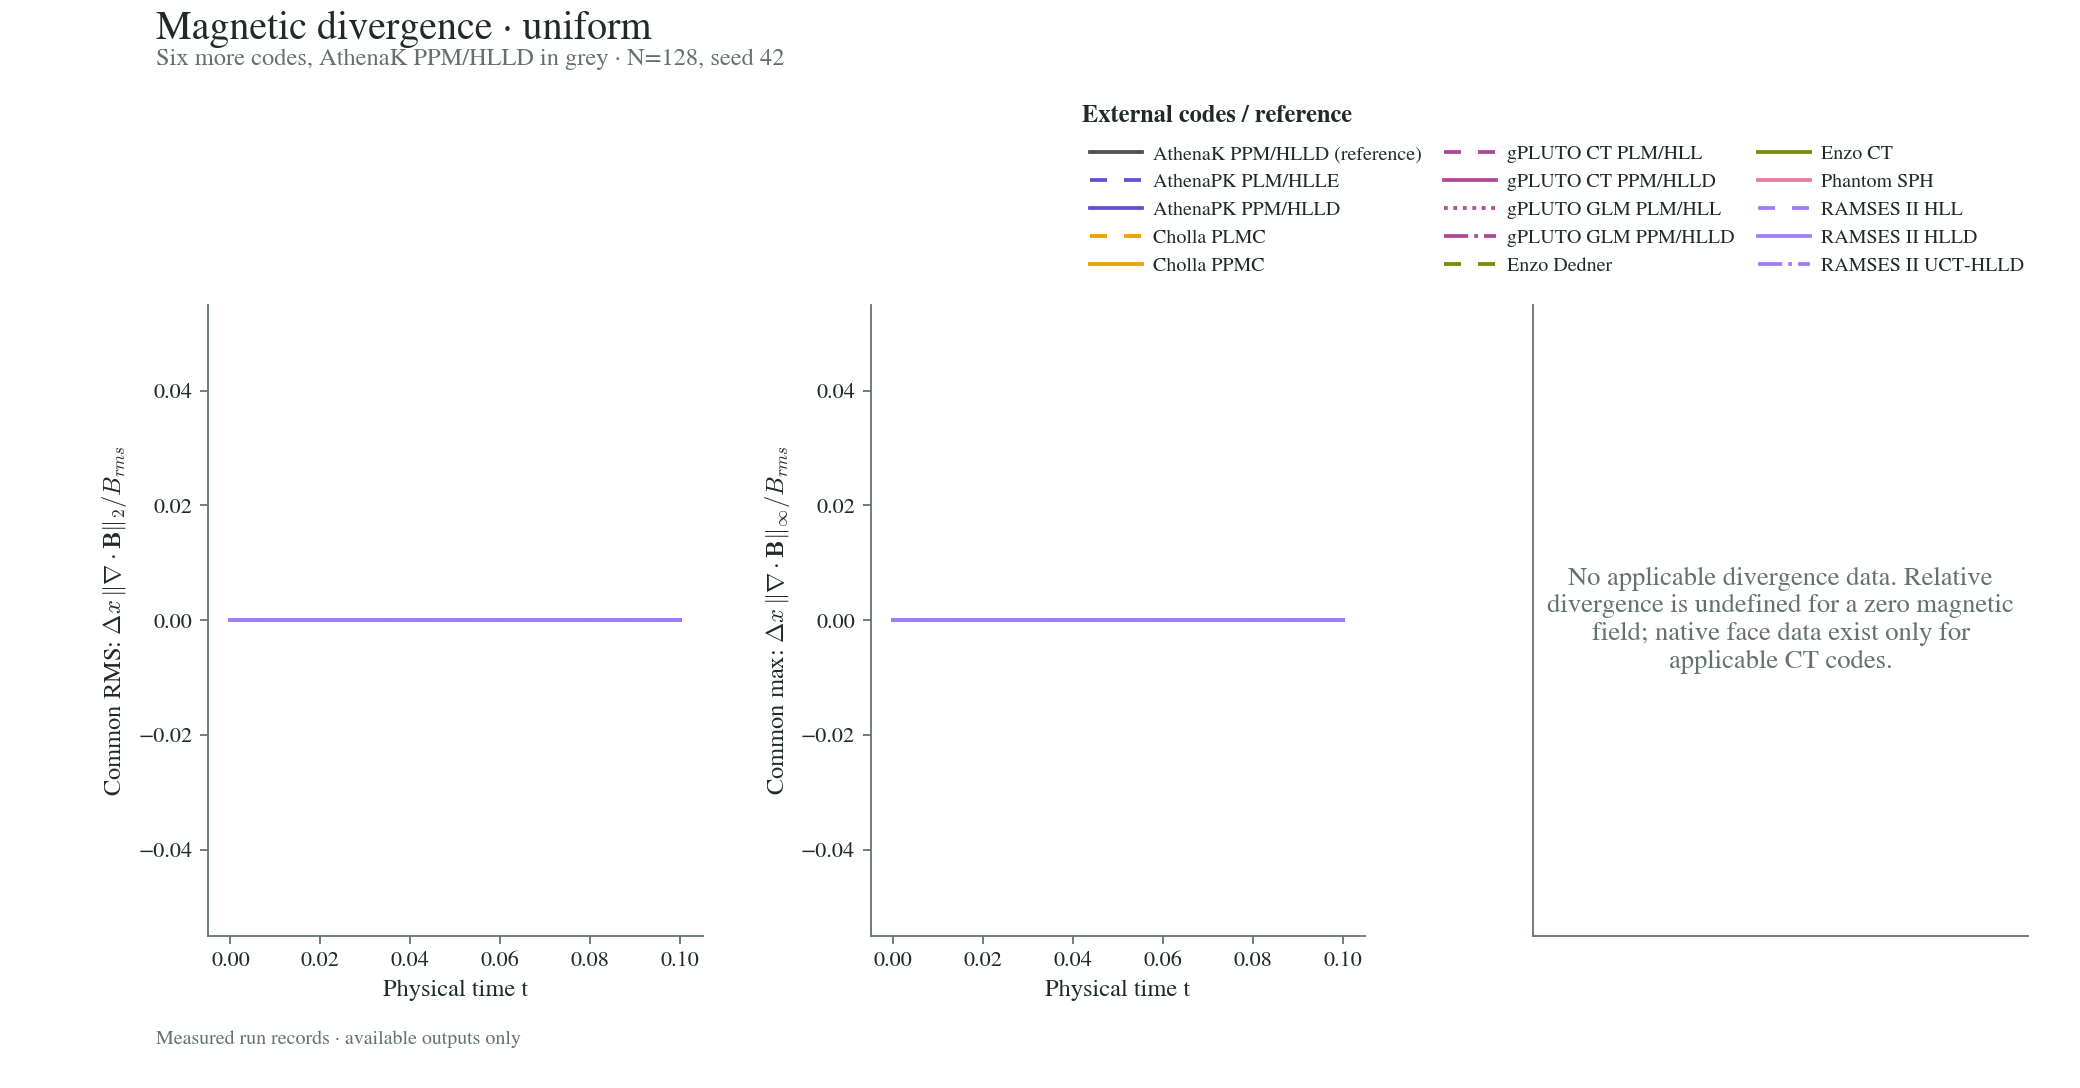 Magnetic divergence · uniform
Six more codes, AthenaK PPM/HLLD in grey · N=128, seed 42
External codes / reference
AthenaK PPM/HLLD (reference)
AthenaPK PLM/HLLE
AthenaPK PPM/HLLD
Cholla PLMC
Cholla PPMC
gPLUTO CT PLM/HLL
gPLUTO CT PPM/HLLD
gPLUTO GLM PLM/HLL
gPLUTO GLM PPM/HLLD
Enzo Dedner
Enzo CT
Phantom SPH
RAMSES II HLL
RAMSES II HLLD
RAMSES II UCT-HLLD
Common RMS: Δx ||∇ · B||₂/B_rms
0.04
0.02
0.00
−0.02
−0.04
0.00 0.02 0.04 0.06 0.08 0.10
Physical time t
Common max: Δx ||∇ · B||∞/B_rms
0.04
0.02
0.00
−0.02
−0.04
0.00 0.02 0.04 0.06 0.08 0.10
Physical time t
No applicable divergence data. Relative
divergence is undefined for a zero magnetic
field; native face data exist only for
applicable CT codes.
Measured run records · available outputs only